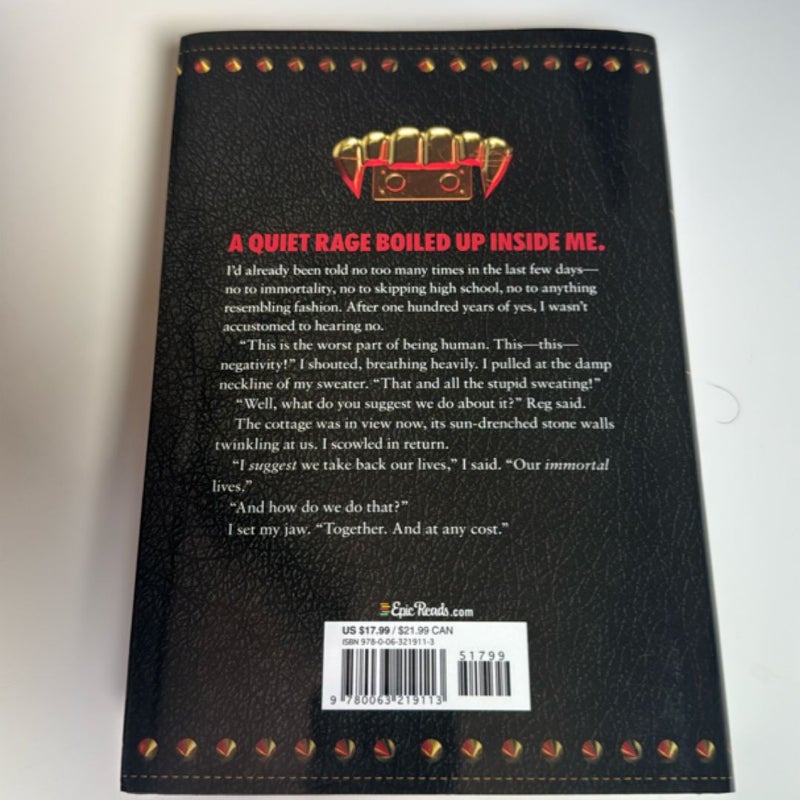 A QUIET RAGE BOILED UP INSIDE ME.
I'd already been told no too many times in the last few days—
no to immortality, no to skipping high school, no to anything
resembling fashion. After one hundred years of yes, I wasn't
accustomed to hearing no.
"This is the worst part of being human. This—this—
negativity!" I shouted, breathing heavily. I pulled at the damp
neckline of my sweater. "That and all the stupid sweating!"
"Well, what do you suggest we do about it?" Reg said.
The cottage was in view now, its sun-drenched stone walls
twinkling at us. I scowled in return.
"I suggest we take back our lives," I said. "Our immortal
lives."
"And how do we do that?"
I set my jaw. "Together. And at any cost."
Epic Reads.com
US $17.99 / $21.99 CAN
ISBN 978-0-06-321911-3
51799
9 780063 219113